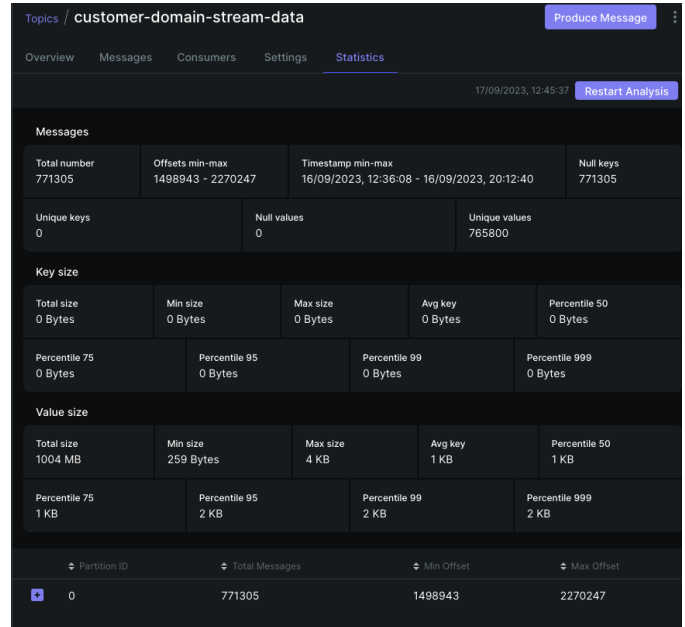 Topics / customer-domain-stream-data Produce Message
Overview Messages Consumers Settings Statistics
17/09/2023, 12:45:37 Restart Analysis
Messages
Total number Offsets min-max Timestamp min-max Null keys
771305 1498943 - 2270247 16/09/2023, 12:36:08 - 16/09/2023, 20:12:40 771305
Unique keys Null values Unique values
0 0 765800
Key size
Total size Min size Max size Avg key Percentile 50
0 Bytes 0 Bytes 0 Bytes 0 Bytes 0 Bytes
Percentile 75 Percentile 95 Percentile 99 Percentile 999
0 Bytes 0 Bytes 0 Bytes 0 Bytes
Value size
Total size Min size Max size Avg key Percentile 50
1004 MB 259 Bytes 4 KB 1 KB 1 KB
Percentile 75 Percentile 95 Percentile 99 Percentile 999
1 KB 2 KB 2 KB 2 KB
Partition ID Total Messages Min Offset Max Offset
0 771305 1498943 2270247